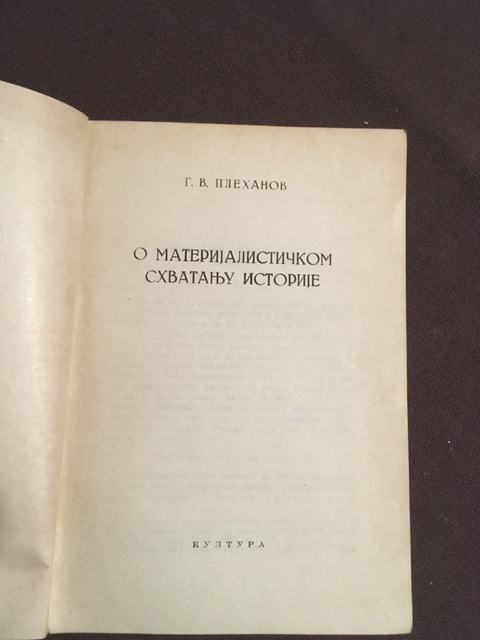 Г. В. ПЛЕХАНОВ
О МАТЕРИЈАЛИСТИЧКОМ
СХВАТАЊУ ИСТОРИЈЕ
КУЛТУРА